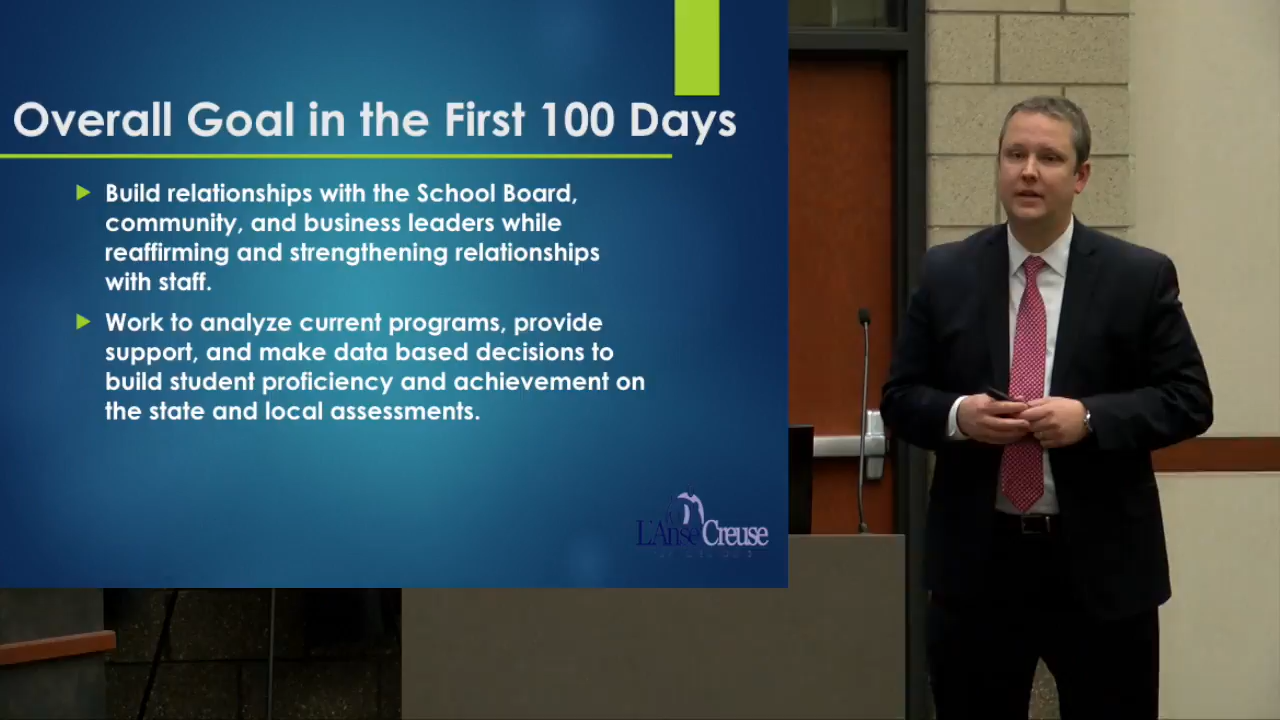 Overall Goal in the First 100 Days
Build relationships with the School Board,
community, and business leaders while
reaffirming and strengthening relationships
with staff.
Work to analyze current programs, provide
support, and make data based decisions to
build student proficiency and achievement on
the state and local assessments.
L'Anse Creuse